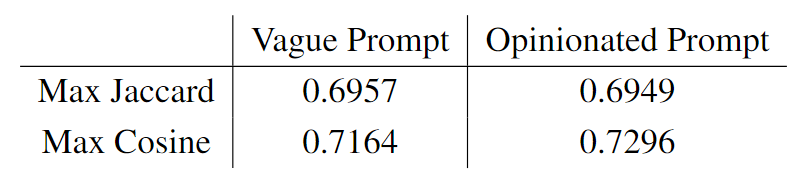 Vague Prompt Opinionated Prompt
Max Jaccard 0.6957 0.6949
Max Cosine 0.7164 0.7296